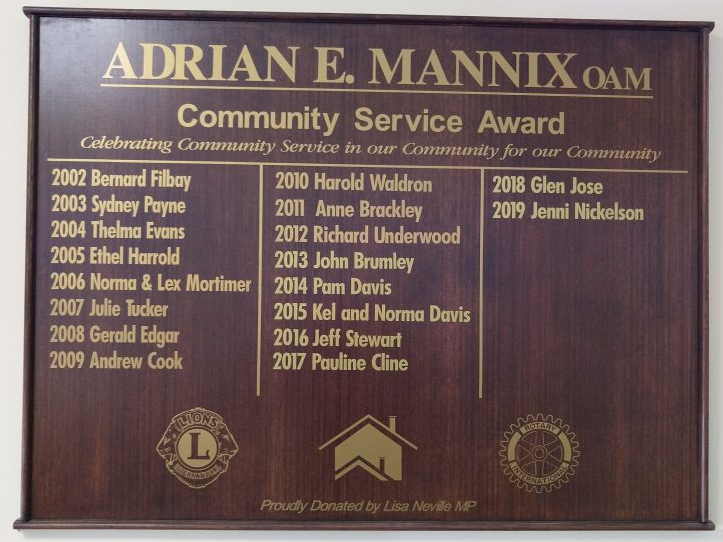 ADRIAN E. MANNIX OAM
Community Service Award
Celebrating Community Service in our Community for our Community
2002 Bernard Filbay
2003 Sydney Payne
2004 Thelma Evans
2005 Ethel Harrold
2006 Norma & Lex Mortimer
2007 Julie Tucker
2008 Gerald Edgar
2009 Andrew Cook
2010 Harold Waldron
2011 Anne Brackley
2012 Richard Underwood
2013 John Brumley
2014 Pam Davis
2015 Kel and Norma Davis
2016 Jeff Stewart
2017 Pauline Cline
2018 Glen Jose
2019 Jenni Nickelson
LIONS
L
INTERNATIONAL
ROTARY
INTERNATIONAL
Proudly Donated by Lisa Neville MP